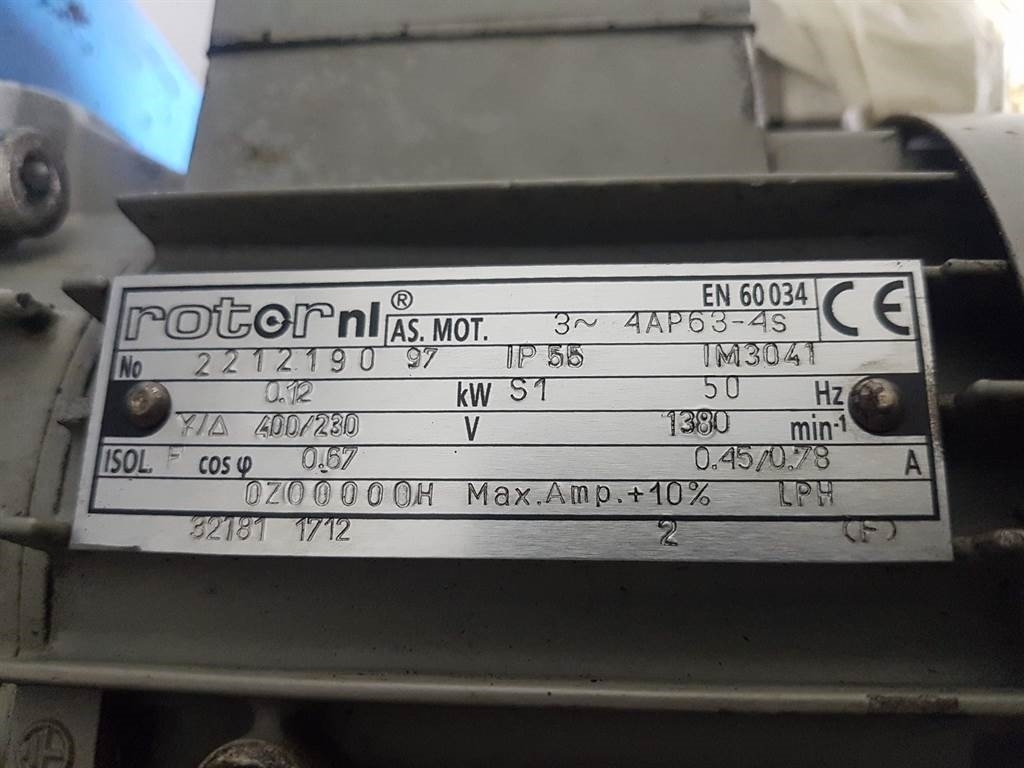 rotor nl ® AS. MOT. 3~ 4AP63-4s EN 60 034 CE
No 2212190 97 IP 55 IM3041
0.12 kW S1 50 Hz
Y/Δ 400/230 V 1380 min-1
ISOL. F cos φ 0.67 0.45/0.78 A
0Z00000H Max.Amp.+10% LPH
32181 1712 2 (F)